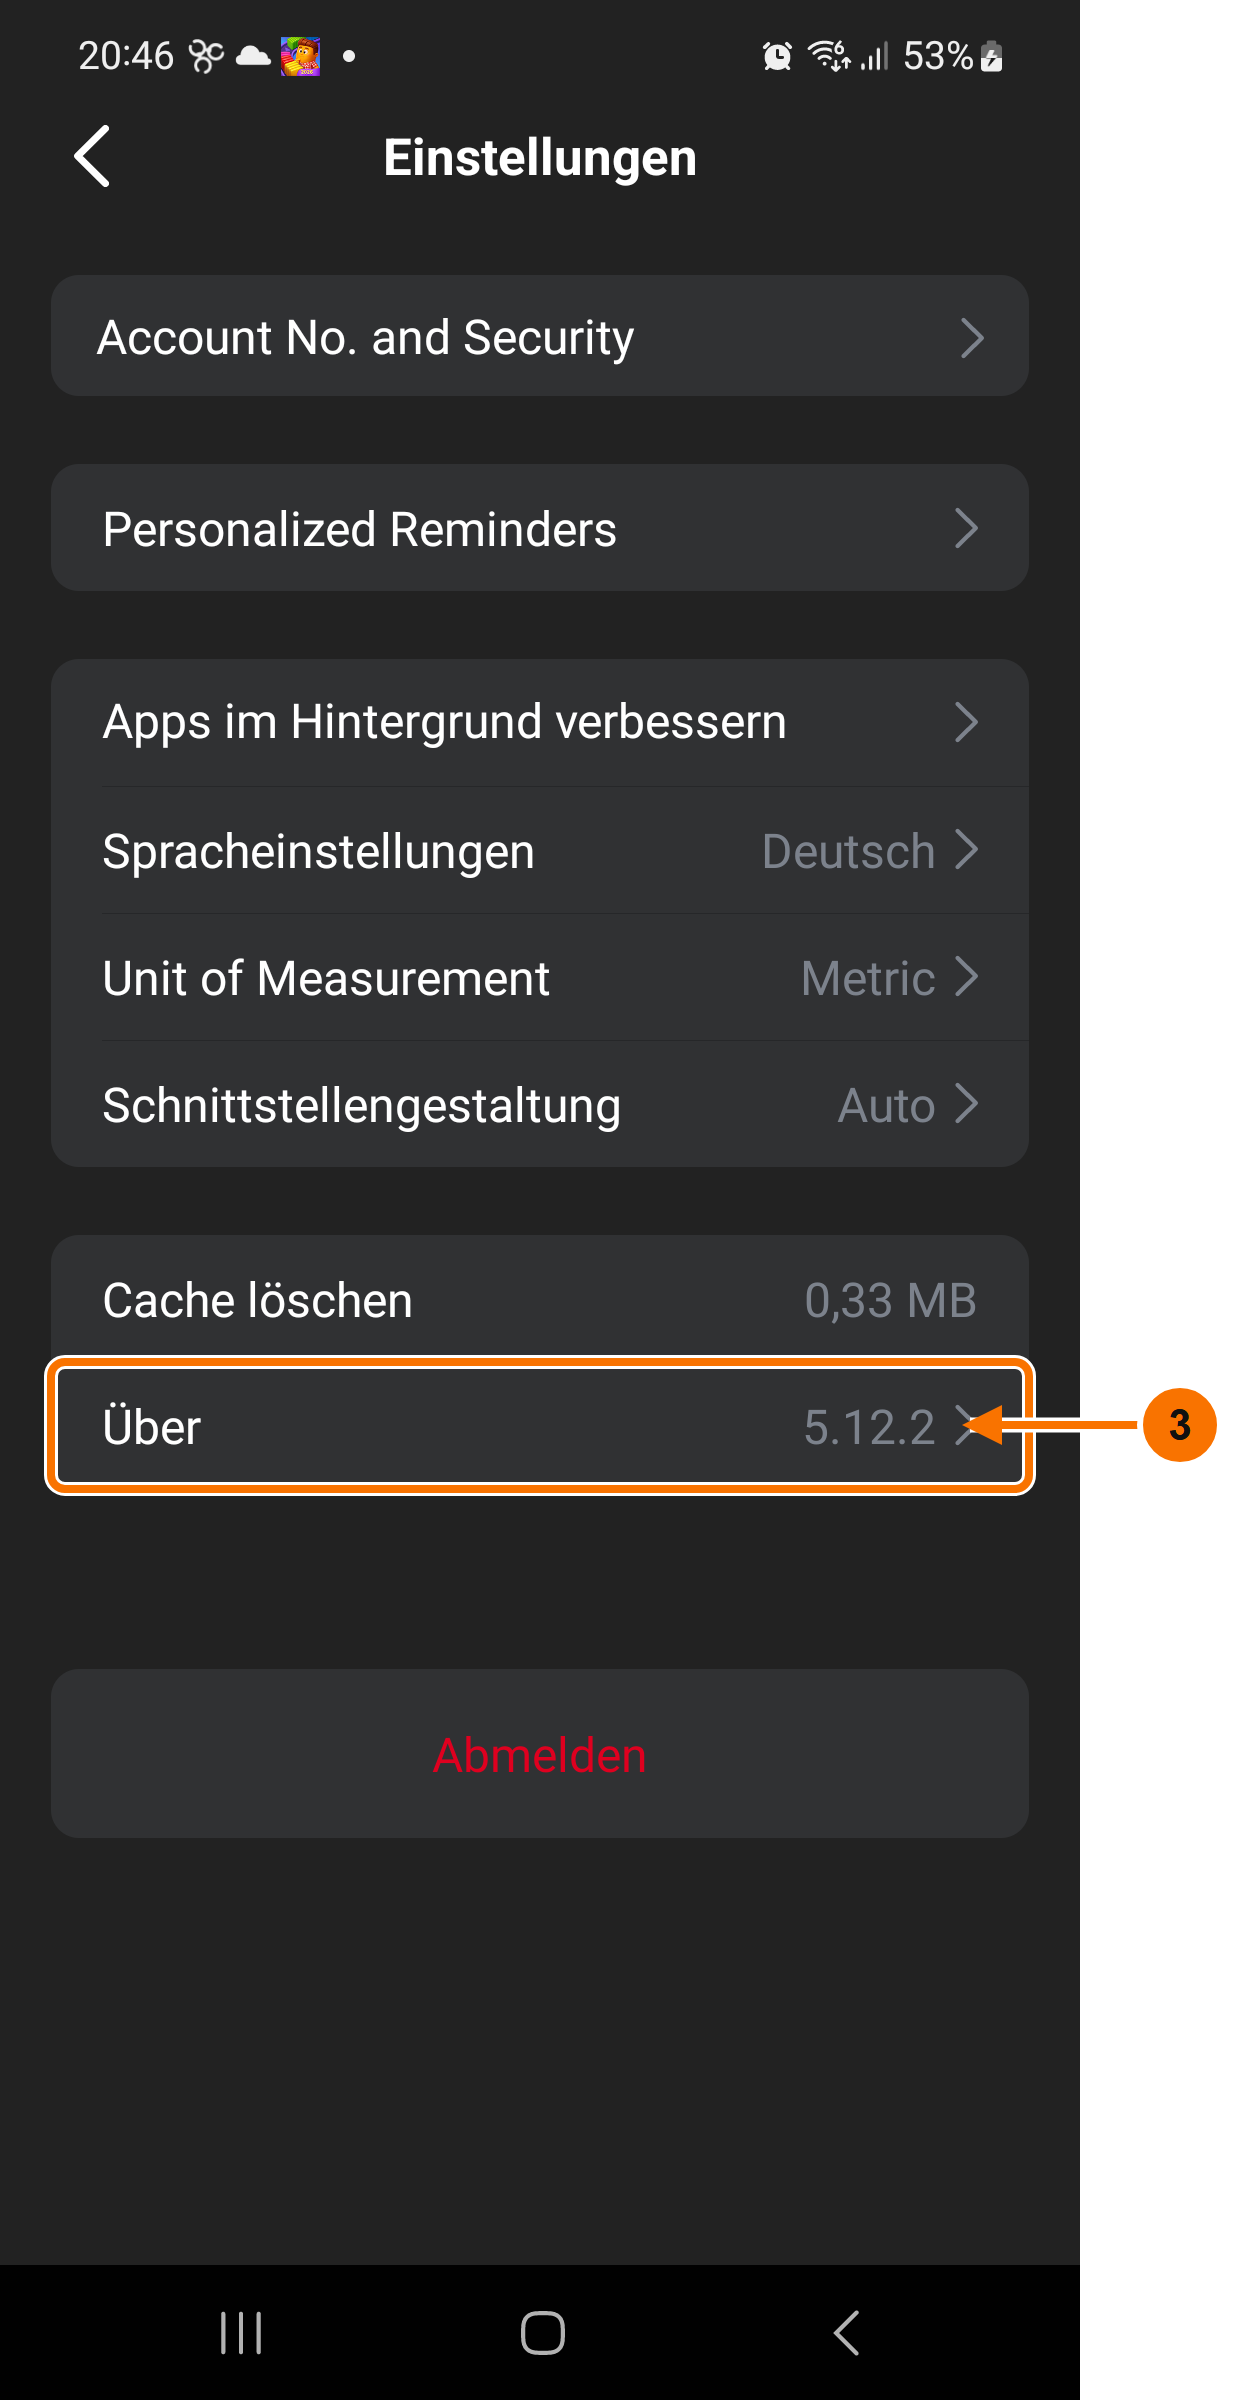 20:46 53%
Einstellungen
Account No. and Security
Personalized Reminders
Apps im Hintergrund verbessern
Spracheinstellungen Deutsch
Unit of Measurement Metric
Schnittstellengestaltung Auto
Cache löschen 0,33 MB
Über 5.12.2
3
Abmelden